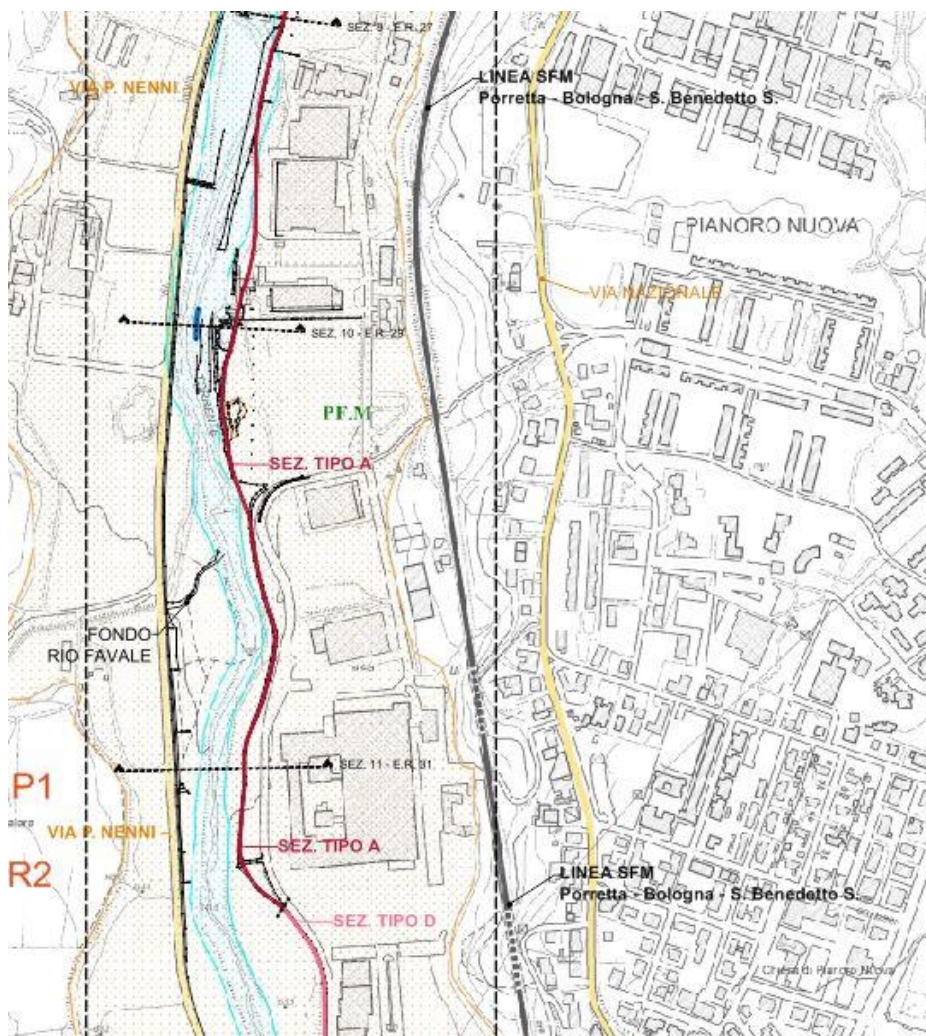 SEZ. 9 - E.R. 27
VIA P. NENNI
LINEA SFM
Porretta - Bologna - S. Benedetto S.
PIANORO NUOVA
VIA NAZIONALE
SEZ. 10 - E.R. 29
PF.M
SEZ. TIPO A
FONDO
RIO FAVALE
SEZ. 11 - E.R. 31
P1
VIA P. NENNI
SEZ. TIPO A
R2
LINEA SFM
Porretta - Bologna - S. Benedetto S.
SEZ. TIPO D
Chiesa di Pianoro Nuova